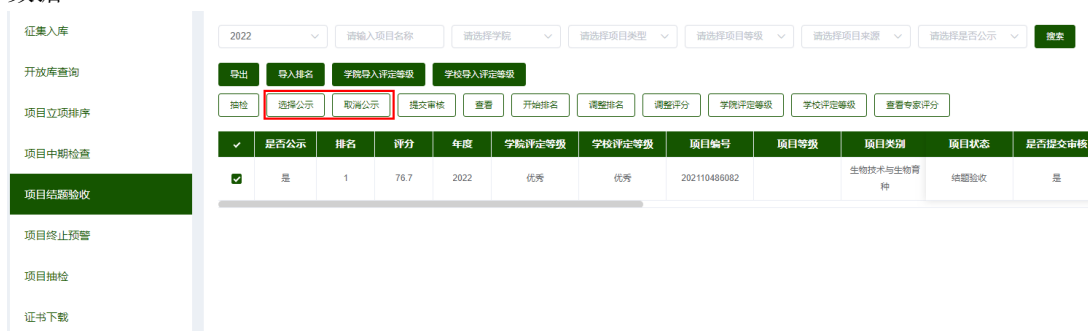 征集入库
开放库查询
项目立项排序
项目中期检查
项目结题验收
项目终止预警
项目抽检
证书下载
2022 请输入项目名称 请选择学院 请选择项目类型 请选择项目等级 请选择项目来源 请选择是否公示 搜索
导出 导入排名 学院导入评定等级 学校导入评定等级
抽检 选择公示 取消公示 提交审核 查看 开始排名 调整排名 调整评分 学院评定等级 学校评定等级 查看专家评分
是否公示 排名 评分 年度 学院评定等级 学校评定等级 项目编号 项目等级 项目类别 项目状态 是否提交审核
是 1 76.7 2022 优秀 优秀 202110486082 生物技术与生物育 结题验收 是
种